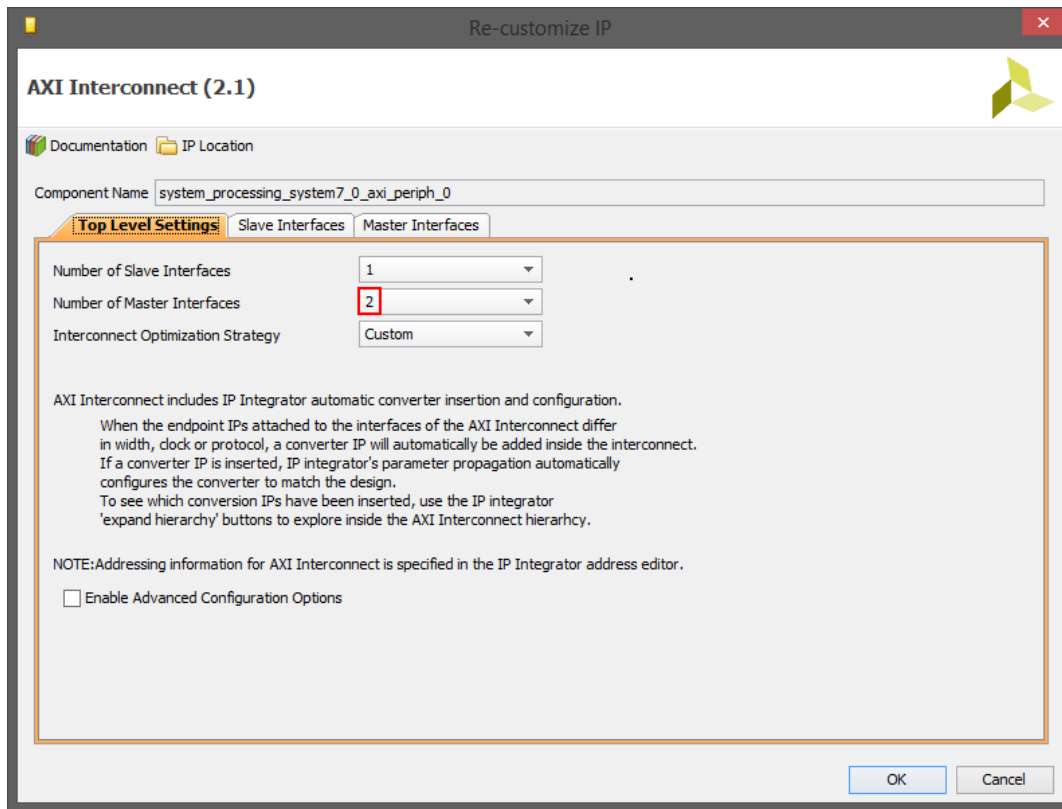 Re-customize IP
AXI Interconnect (2.1)
Documentation IP Location
Component Name system_processing_system7_0_axi_periph_0
Top Level Settings Slave Interfaces Master Interfaces
Number of Slave Interfaces 1
Number of Master Interfaces 2
Interconnect Optimization Strategy Custom
AXI Interconnect includes IP Integrator automatic converter insertion and configuration.
When the endpoint IPs attached to the interfaces of the AXI Interconnect differ
in width, clock or protocol, a converter IP will automatically be added inside the interconnect.
If a converter IP is inserted, IP integrator's parameter propagation automatically
configures the converter to match the design.
To see which conversion IPs have been inserted, use the IP integrator
'expand hierarchy' buttons to explore inside the AXI Interconnect hierarhcy.
NOTE:Addressing information for AXI Interconnect is specified in the IP Integrator address editor.
Enable Advanced Configuration Options
OK Cancel